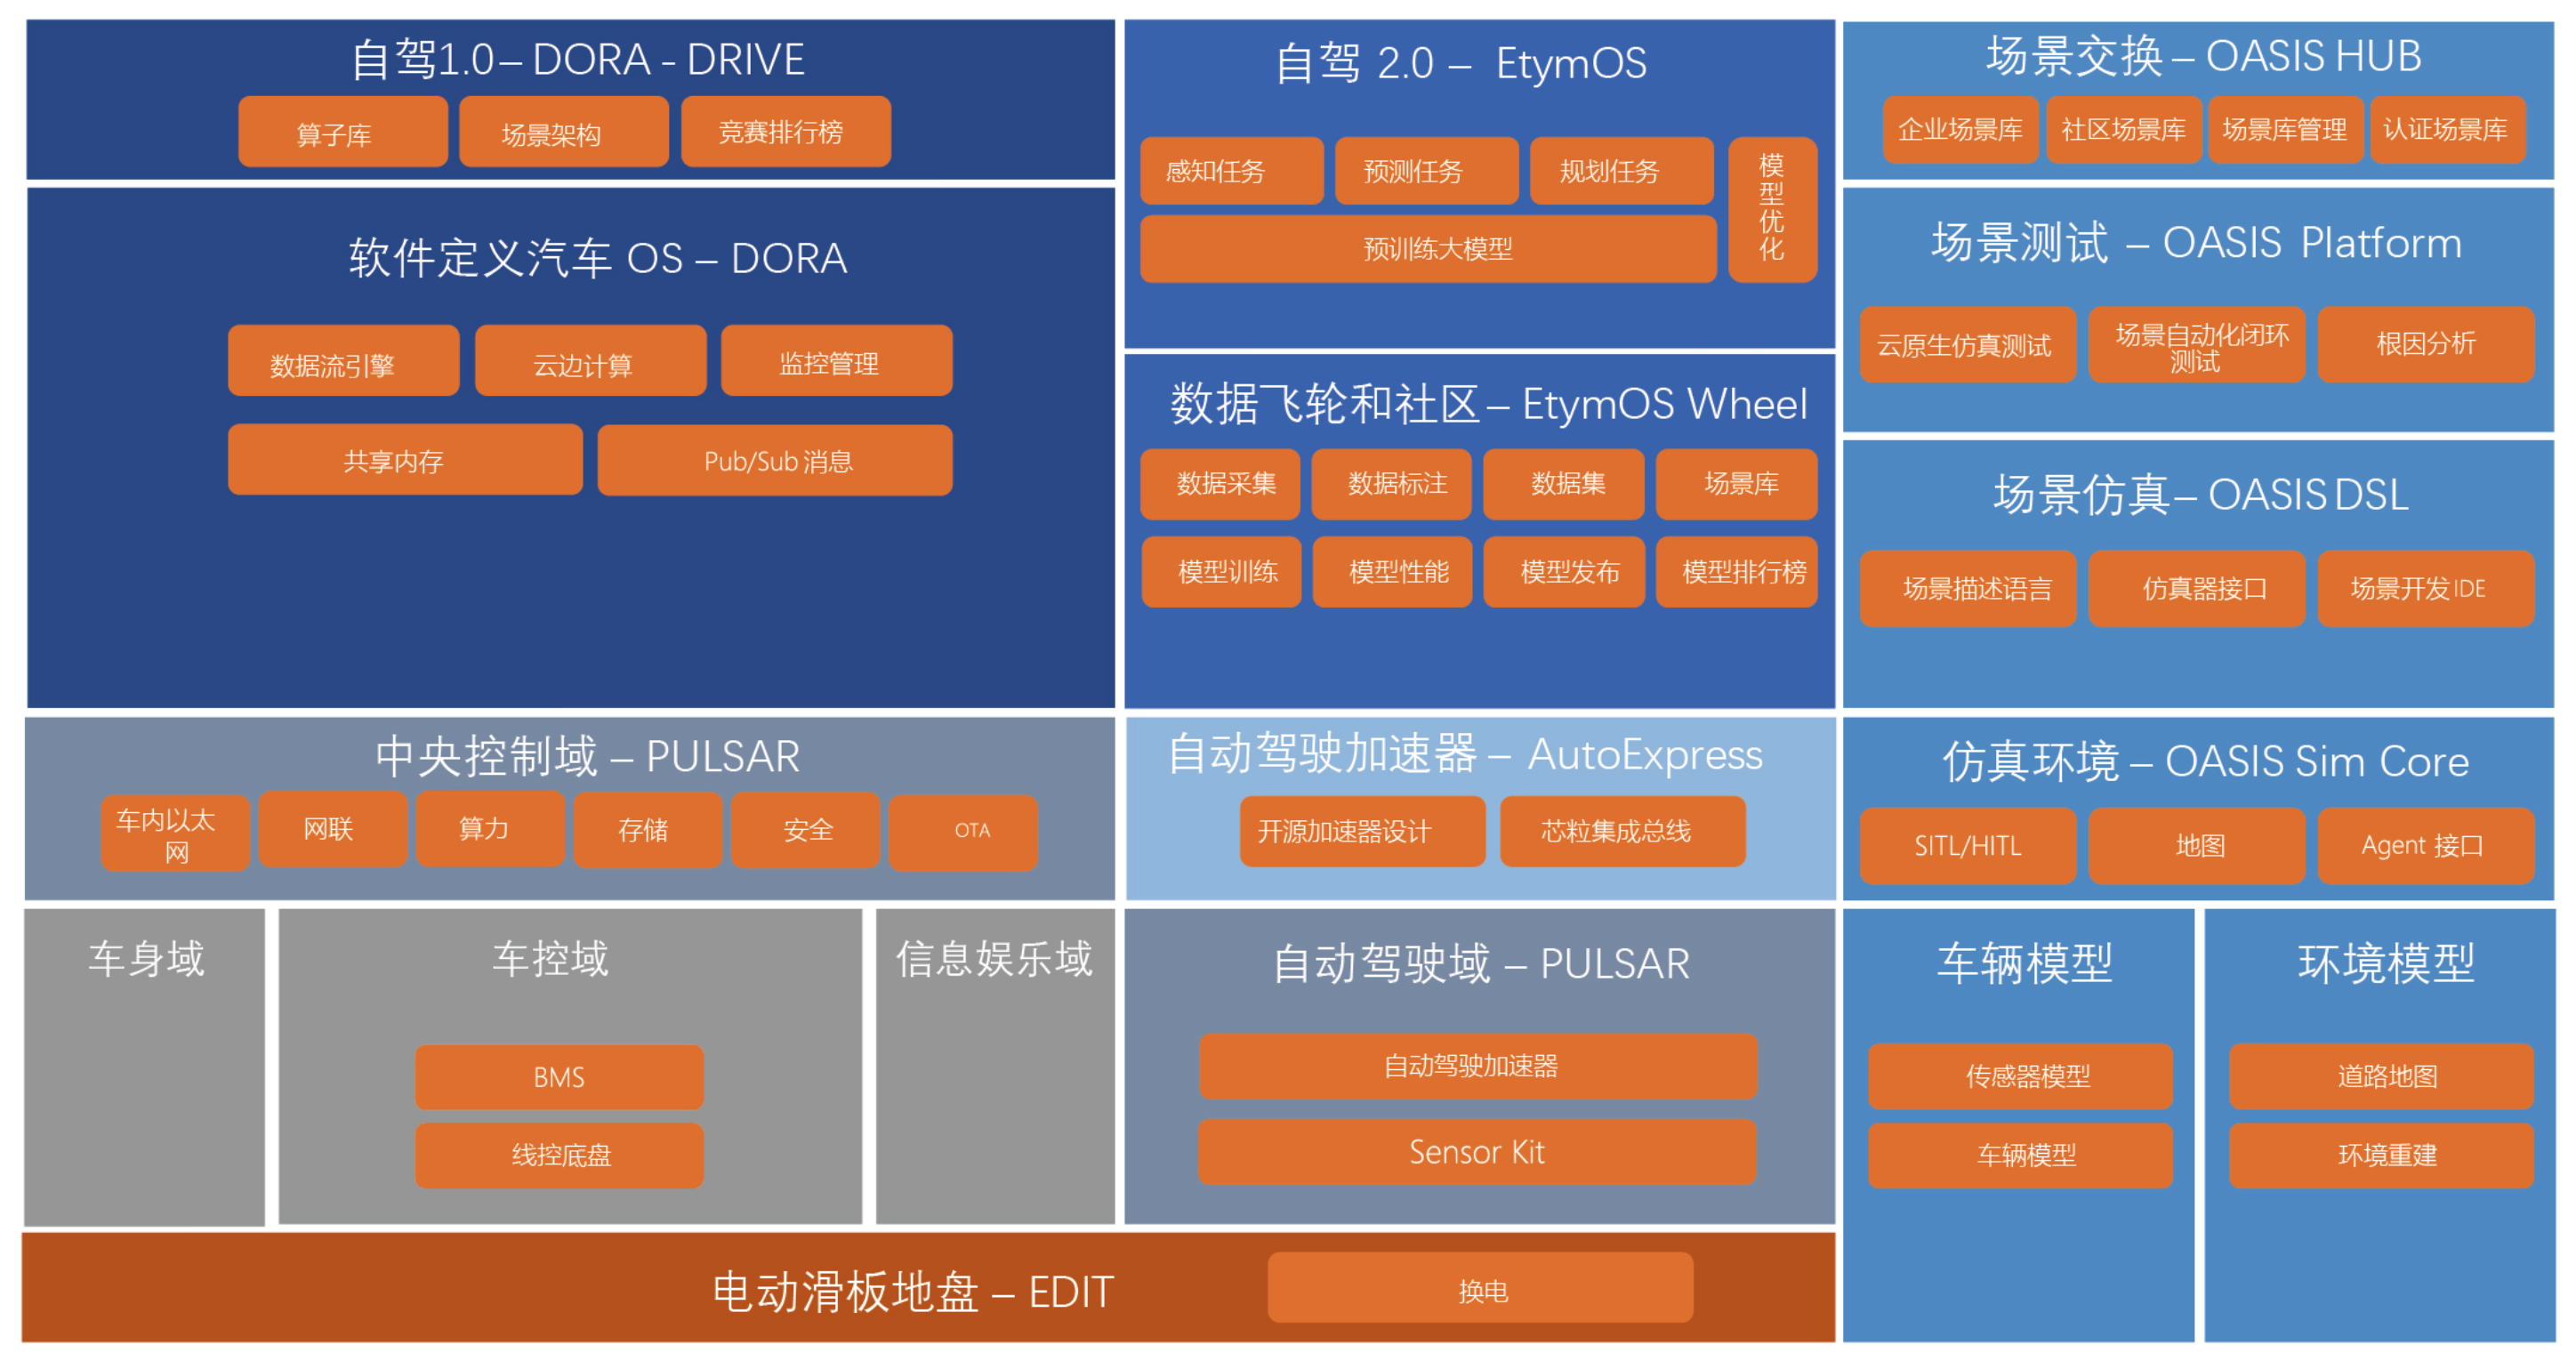 自驾1.0– DORA - DRIVE
算子库
场景架构
竞赛排行榜
软件定义汽车 OS – DORA
数据流引擎
云边计算
监控管理
共享内存
Pub/Sub 消息
自驾 2.0 – EtymOS
感知任务
预测任务
规划任务
预训练大模型
模
型
优
化
数据飞轮和社区 – EtymOS Wheel
数据采集
数据标注
数据集
场景库
模型训练
模型性能
模型发布
模型排行榜
场景交换 – OASIS HUB
企业场景库
社区场景库
场景库管理
认证场景库
场景测试 – OASIS Platform
云原生仿真测试
场景自动化闭环
测试
根因分析
场景仿真– OASIS DSL
场景描述语言
仿真器接口
场景开发 IDE
中央控制域 – PULSAR
车内以太
网
网联
算力
存储
安全
OTA
自动驾驶加速器 – AutoExpress
开源加速器设计
芯粒集成总线
仿真环境 – OASIS Sim Core
SITL/HITL
地图
Agent 接口
车身域
车控域
BMS
线控底盘
信息娱乐域
自动驾驶域 – PULSAR
自动驾驶加速器
Sensor Kit
车辆模型
传感器模型
车辆模型
环境模型
道路地图
环境重建
电动滑板地盘 – EDIT
换电